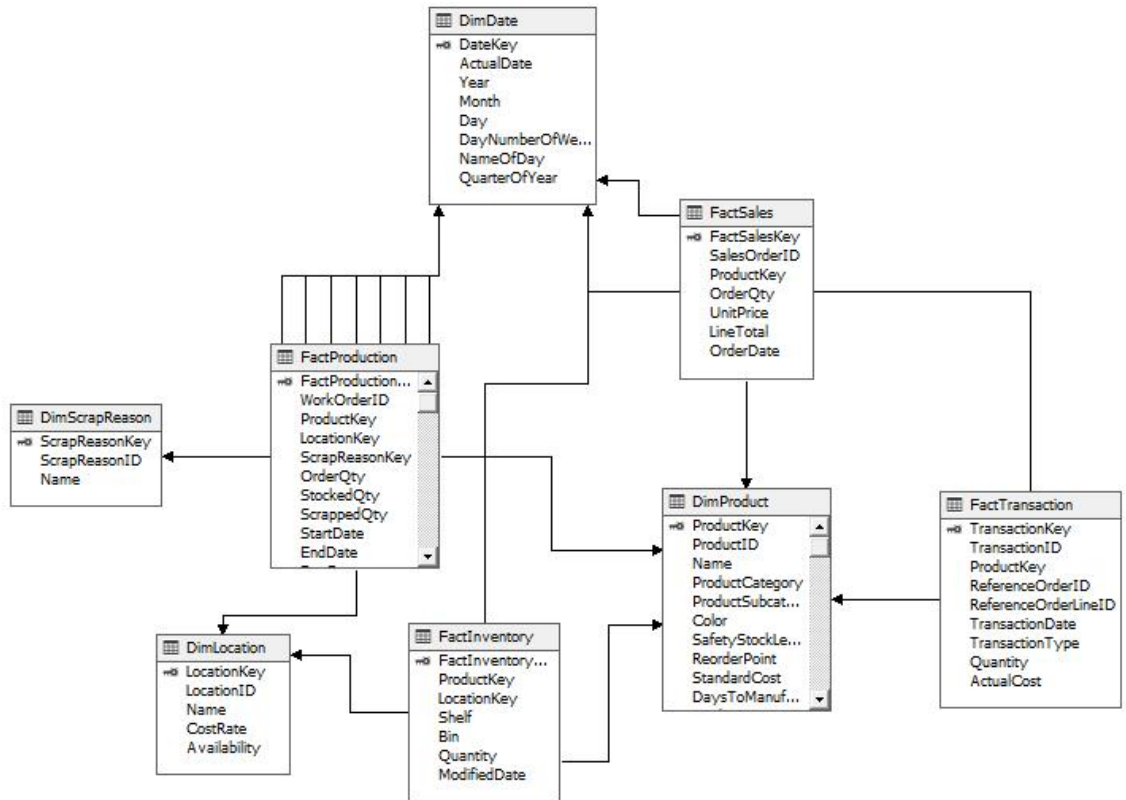 DimDate
DateKey
ActualDate
Year
Month
Day
DayNumberOfWe...
NameOfDay
QuarterOfYear
FactSales
FactSalesKey
SalesOrderID
ProductKey
OrderQty
UnitPrice
LineTotal
OrderDate
FactProduction
FactProduction...
WorkOrderID
ProductKey
LocationKey
ScrapReasonKey
OrderQty
StockedQty
ScrappedQty
StartDate
EndDate
DimScrapReason
ScrapReasonKey
ScrapReasonID
Name
DimProduct
ProductKey
ProductID
Name
ProductCategory
ProductSubcat...
Color
SafetyStockLe...
ReorderPoint
StandardCost
DaysToManuf...
FactTransaction
TransactionKey
TransactionID
ProductKey
ReferenceOrderID
ReferenceOrderLineID
TransactionDate
TransactionType
Quantity
ActualCost
DimLocation
LocationKey
LocationID
Name
CostRate
Availability
FactInventory
FactInventory...
ProductKey
LocationKey
Shelf
Bin
Quantity
ModifiedDate